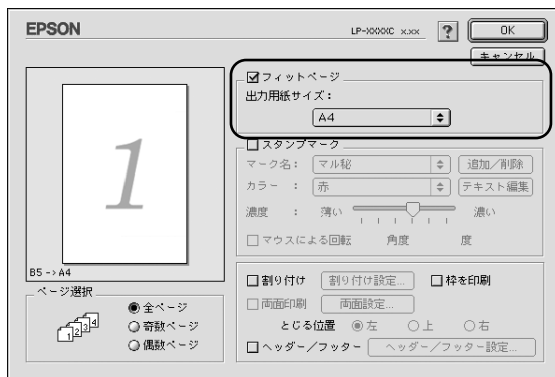 EPSON
LP-XXXXC x.xx
?
OK
キャンセル
フィットページ
出力用紙サイズ：
A4
スタンプマーク
マーク名： マル秘 追加／削除
カラー ： 赤 テキスト編集
濃度 ： 薄い 濃い
マウスによる回転 角度 度
1
B5 -> A4
ページ選択
1 2 3 4
全ページ
奇数ページ
偶数ページ
割り付け 割り付け設定... 枠を印刷
両面印刷 両面設定...
とじる位置 左 上 右
ヘッダー／フッター ヘッダー／フッター設定...